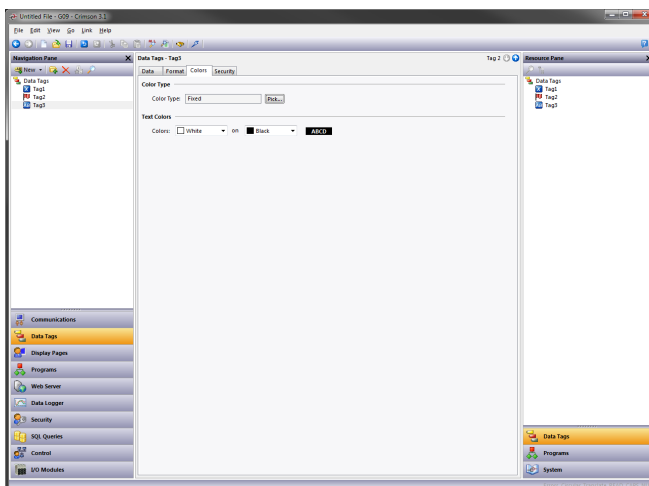 Untitled File - G09 - Crimson 3.1
File Edit View Go Link Help
Navigation Pane
New
Data Tags
Tag1
Tag2
Tag3
Communications
Data Tags
Display Pages
Programs
Web Server
Data Logger
Security
SQL Queries
Control
I/O Modules
Data Tags - Tag3
Tag 2
Data Format Colors Security
Color Type
Color Type: Fixed Pick...
Text Colors
Colors: White on Black ABCD
Resource Pane
Data Tags
Tag1
Tag2
Tag3
Data Tags
Programs
System